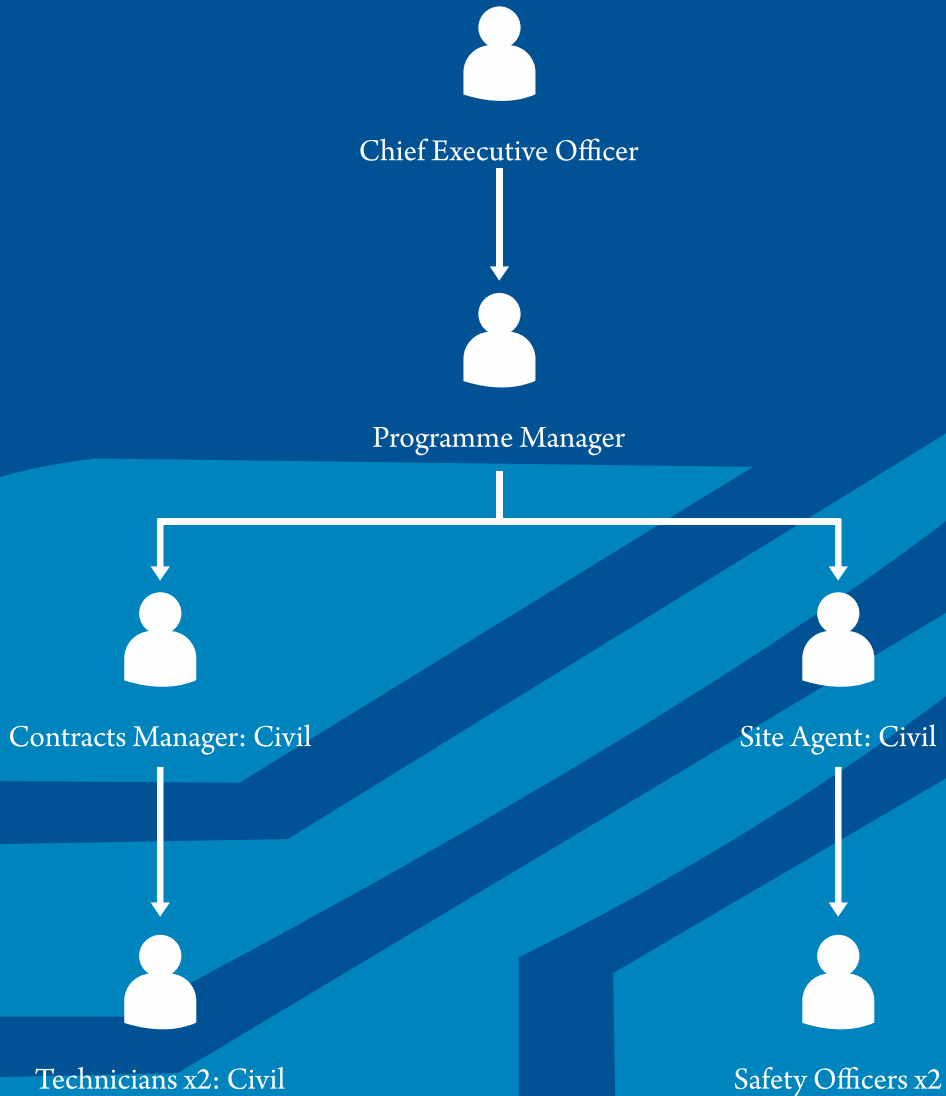 Chief Executive Officer
Programme Manager
Contracts Manager: Civil
Site Agent: Civil
Technicians x2: Civil
Safety Officers x2